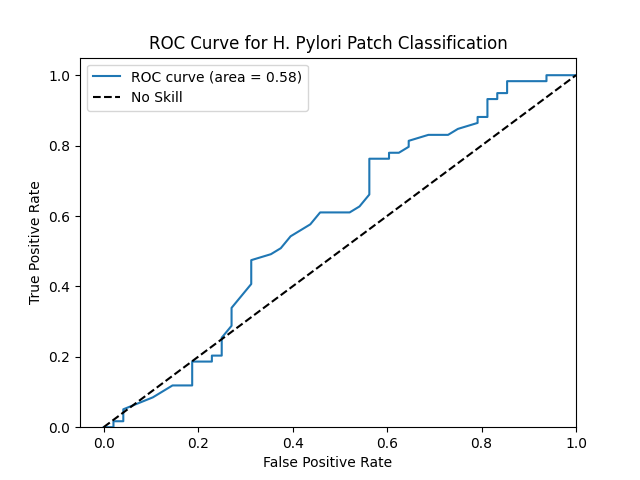 ROC Curve for H. Pylori Patch Classification
ROC curve (area = 0.58)
No Skill
1.0
0.8
0.6
0.4
0.2
0.0
True Positive Rate
0.0 0.2 0.4 0.6 0.8 1.0
False Positive Rate